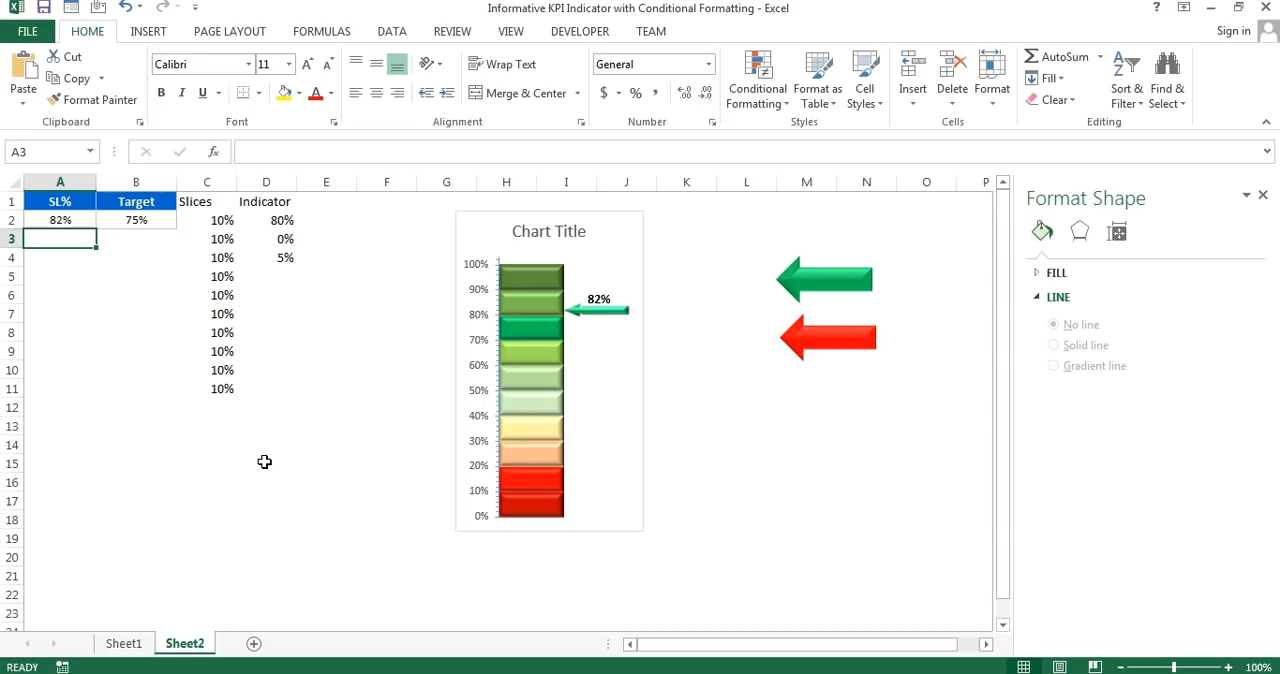 Informative KPI Indicator with Conditional Formatting - Excel
FILE HOME INSERT PAGE LAYOUT FORMULAS DATA REVIEW VIEW DEVELOPER TEAM Sign in
Paste
Cut
Copy
Format Painter
Clipboard
Calibri 11
B I U
Font
Wrap Text
Merge & Center
Alignment
General
$ % ,
Number
Conditional Formatting
Format as Table
Cell Styles
Styles
Insert Delete Format
Cells
AutoSum
Fill
Clear
Sort & Filter
Find & Select
Editing
A3 fx
A B C D E F G H I J K L M N O P
1 SL% Target Slices Indicator
2 82% 75% 10% 80%
3 10% 0%
4 10% 5%
5 10%
6 10%
7 10%
8 10%
9 10%
10 10%
11 10%
12
13
14
15
16
17
18
19
20
21
22
23
Chart Title
100%
90%
82%
80%
70%
60%
50%
40%
30%
20%
10%
0%
Format Shape
FILL
LINE
No line
Solid line
Gradient line
Sheet1 Sheet2
READY 100%